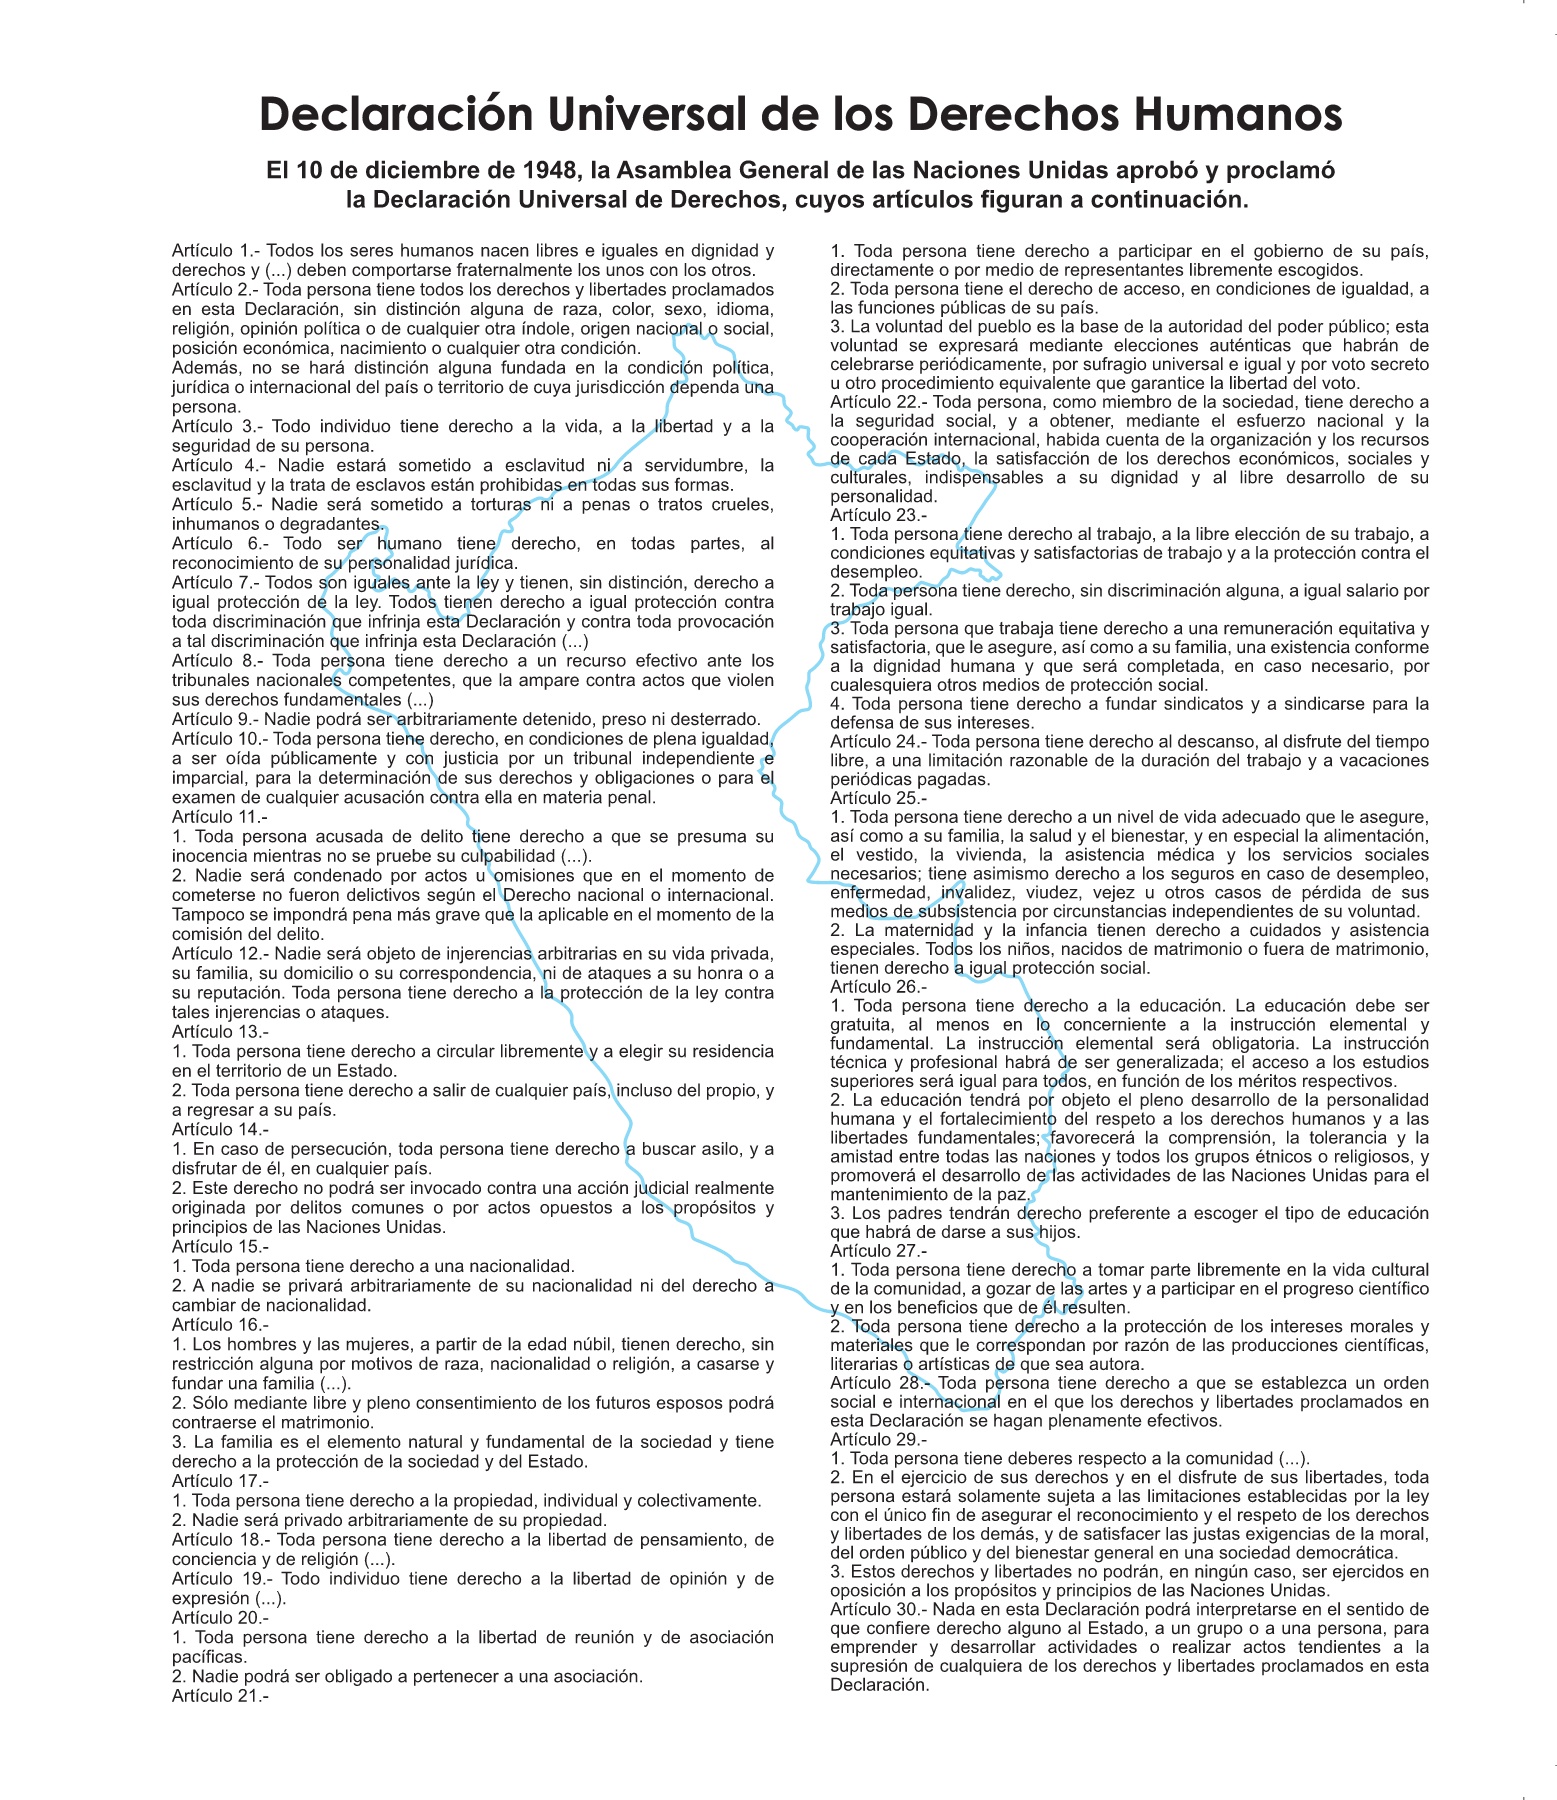 Declaración Universal de los Derechos Humanos
El 10 de diciembre de 1948, la Asamblea General de las Naciones Unidas aprobó y proclamó
la Declaración Universal de Derechos, cuyos artículos figuran a continuación.
Artículo 1.- Todos los seres humanos nacen libres e iguales en dignidad y
derechos y (...) deben comportarse fraternalmente los unos con los otros.
Artículo 2.- Toda persona tiene todos los derechos y libertades proclamados
en esta Declaración, sin distinción alguna de raza, color, sexo, idioma,
religión, opinión política o de cualquier otra índole, origen nacional o social,
posición económica, nacimiento o cualquier otra condición.
Además, no se hará distinción alguna fundada en la condición política,
jurídica o internacional del país o territorio de cuya jurisdicción dependa una
persona.
Artículo 3.- Todo individuo tiene derecho a la vida, a la libertad y a la
seguridad de su persona.
Artículo 4.- Nadie estará sometido a esclavitud ni a servidumbre, la
esclavitud y la trata de esclavos están prohibidas en todas sus formas.
Artículo 5.- Nadie será sometido a torturas ni a penas o tratos crueles,
inhumanos o degradantes.
Artículo 6.- Todo ser humano tiene derecho, en todas partes, al
reconocimiento de su personalidad jurídica.
Artículo 7.- Todos son iguales ante la ley y tienen, sin distinción, derecho a
igual protección de la ley. Todos tienen derecho a igual protección contra
toda discriminación que infrinja esta Declaración y contra toda provocación
a tal discriminación que infrinja esta Declaración (...)
Artículo 8.- Toda persona tiene derecho a un recurso efectivo ante los
tribunales nacionales competentes, que la ampare contra actos que violen
sus derechos fundamentales (...)
Artículo 9.- Nadie podrá ser arbitrariamente detenido, preso ni desterrado.
Artículo 10.- Toda persona tiene derecho, en condiciones de plena igualdad,
a ser oída públicamente y con justicia por un tribunal independiente e
imparcial, para la determinación de sus derechos y obligaciones o para el
examen de cualquier acusación contra ella en materia penal.
Artículo 11.-
1. Toda persona acusada de delito tiene derecho a que se presuma su
inocencia mientras no se pruebe su culpabilidad (...).
2. Nadie será condenado por actos u omisiones que en el momento de
cometerse no fueron delictivos según el Derecho nacional o internacional.
Tampoco se impondrá pena más grave que la aplicable en el momento de la
comisión del delito.
Artículo 12.- Nadie será objeto de injerencias arbitrarias en su vida privada,
su familia, su domicilio o su correspondencia, ni de ataques a su honra o a
su reputación. Toda persona tiene derecho a la protección de la ley contra
tales injerencias o ataques.
Artículo 13.-
1. Toda persona tiene derecho a circular libremente y a elegir su residencia
en el territorio de un Estado.
2. Toda persona tiene derecho a salir de cualquier país, incluso del propio, y
a regresar a su país.
Artículo 14.-
1. En caso de persecución, toda persona tiene derecho a buscar asilo, y a
disfrutar de él, en cualquier país.
2. Este derecho no podrá ser invocado contra una acción judicial realmente
originada por delitos comunes o por actos opuestos a los propósitos y
principios de las Naciones Unidas.
Artículo 15.-
1. Toda persona tiene derecho a una nacionalidad.
2. A nadie se privará arbitrariamente de su nacionalidad ni del derecho a
cambiar de nacionalidad.
Artículo 16.-
1. Los hombres y las mujeres, a partir de la edad núbil, tienen derecho, sin
restricción alguna por motivos de raza, nacionalidad o religión, a casarse y
fundar una familia (...).
2. Sólo mediante libre y pleno consentimiento de los futuros esposos podrá
contraerse el matrimonio.
3. La familia es el elemento natural y fundamental de la sociedad y tiene
derecho a la protección de la sociedad y del Estado.
Artículo 17.-
1. Toda persona tiene derecho a la propiedad, individual y colectivamente.
2. Nadie será privado arbitrariamente de su propiedad.
Artículo 18.- Toda persona tiene derecho a la libertad de pensamiento, de
conciencia y de religión (...).
Artículo 19.- Todo individuo tiene derecho a la libertad de opinión y de
expresión (...).
Artículo 20.-
1. Toda persona tiene derecho a la libertad de reunión y de asociación
pacíficas.
2. Nadie podrá ser obligado a pertenecer a una asociación.
Artículo 21.-
1. Toda persona tiene derecho a participar en el gobierno de su país,
directamente o por medio de representantes libremente escogidos.
2. Toda persona tiene el derecho de acceso, en condiciones de igualdad, a
las funciones públicas de su país.
3. La voluntad del pueblo es la base de la autoridad del poder público; esta
voluntad se expresará mediante elecciones auténticas que habrán de
celebrarse periódicamente, por sufragio universal e igual y por voto secreto
u otro procedimiento equivalente que garantice la libertad del voto.
Artículo 22.- Toda persona, como miembro de la sociedad, tiene derecho a
la seguridad social, y a obtener, mediante el esfuerzo nacional y la
cooperación internacional, habida cuenta de la organización y los recursos
de cada Estado, la satisfacción de los derechos económicos, sociales y
culturales, indispensables a su dignidad y al libre desarrollo de su
personalidad.
Artículo 23.-
1. Toda persona tiene derecho al trabajo, a la libre elección de su trabajo, a
condiciones equitativas y satisfactorias de trabajo y a la protección contra el
desempleo.
2. Toda persona tiene derecho, sin discriminación alguna, a igual salario por
trabajo igual.
3. Toda persona que trabaja tiene derecho a una remuneración equitativa y
satisfactoria, que le asegure, así como a su familia, una existencia conforme
a la dignidad humana y que será completada, en caso necesario, por
cualesquiera otros medios de protección social.
4. Toda persona tiene derecho a fundar sindicatos y a sindicarse para la
defensa de sus intereses.
Artículo 24.- Toda persona tiene derecho al descanso, al disfrute del tiempo
libre, a una limitación razonable de la duración del trabajo y a vacaciones
periódicas pagadas.
Artículo 25.-
1. Toda persona tiene derecho a un nivel de vida adecuado que le asegure,
así como a su familia, la salud y el bienestar, y en especial la alimentación,
el vestido, la vivienda, la asistencia médica y los servicios sociales
necesarios; tiene asimismo derecho a los seguros en caso de desempleo,
enfermedad, invalidez, viudez, vejez u otros casos de pérdida de sus
medios de subsistencia por circunstancias independientes de su voluntad.
2. La maternidad y la infancia tienen derecho a cuidados y asistencia
especiales. Todos los niños, nacidos de matrimonio o fuera de matrimonio,
tienen derecho a igual protección social.
Artículo 26.-
1. Toda persona tiene derecho a la educación. La educación debe ser
gratuita, al menos en lo concerniente a la instrucción elemental y
fundamental. La instrucción elemental será obligatoria. La instrucción
técnica y profesional habrá de ser generalizada; el acceso a los estudios
superiores será igual para todos, en función de los méritos respectivos.
2. La educación tendrá por objeto el pleno desarrollo de la personalidad
humana y el fortalecimiento del respeto a los derechos humanos y a las
libertades fundamentales; favorecerá la comprensión, la tolerancia y la
amistad entre todas las naciones y todos los grupos étnicos o religiosos, y
promoverá el desarrollo de las actividades de las Naciones Unidas para el
mantenimiento de la paz.
3. Los padres tendrán derecho preferente a escoger el tipo de educación
que habrá de darse a sus hijos.
Artículo 27.-
1. Toda persona tiene derecho a tomar parte libremente en la vida cultural
de la comunidad, a gozar de las artes y a participar en el progreso científico
y en los beneficios que de él resulten.
2. Toda persona tiene derecho a la protección de los intereses morales y
materiales que le correspondan por razón de las producciones científicas,
literarias o artísticas de que sea autora.
Artículo 28.- Toda persona tiene derecho a que se establezca un orden
social e internacional en el que los derechos y libertades proclamados en
esta Declaración se hagan plenamente efectivos.
Artículo 29.-
1. Toda persona tiene deberes respecto a la comunidad (...).
2. En el ejercicio de sus derechos y en el disfrute de sus libertades, toda
persona estará solamente sujeta a las limitaciones establecidas por la ley
con el único fin de asegurar el reconocimiento y el respeto de los derechos
y libertades de los demás, y de satisfacer las justas exigencias de la moral,
del orden público y del bienestar general en una sociedad democrática.
3. Estos derechos y libertades no podrán, en ningún caso, ser ejercidos en
oposición a los propósitos y principios de las Naciones Unidas.
Artículo 30.- Nada en esta Declaración podrá interpretarse en el sentido de
que confiere derecho alguno al Estado, a un grupo o a una persona, para
emprender y desarrollar actividades o realizar actos tendientes a la
supresión de cualquiera de los derechos y libertades proclamados en esta
Declaración.